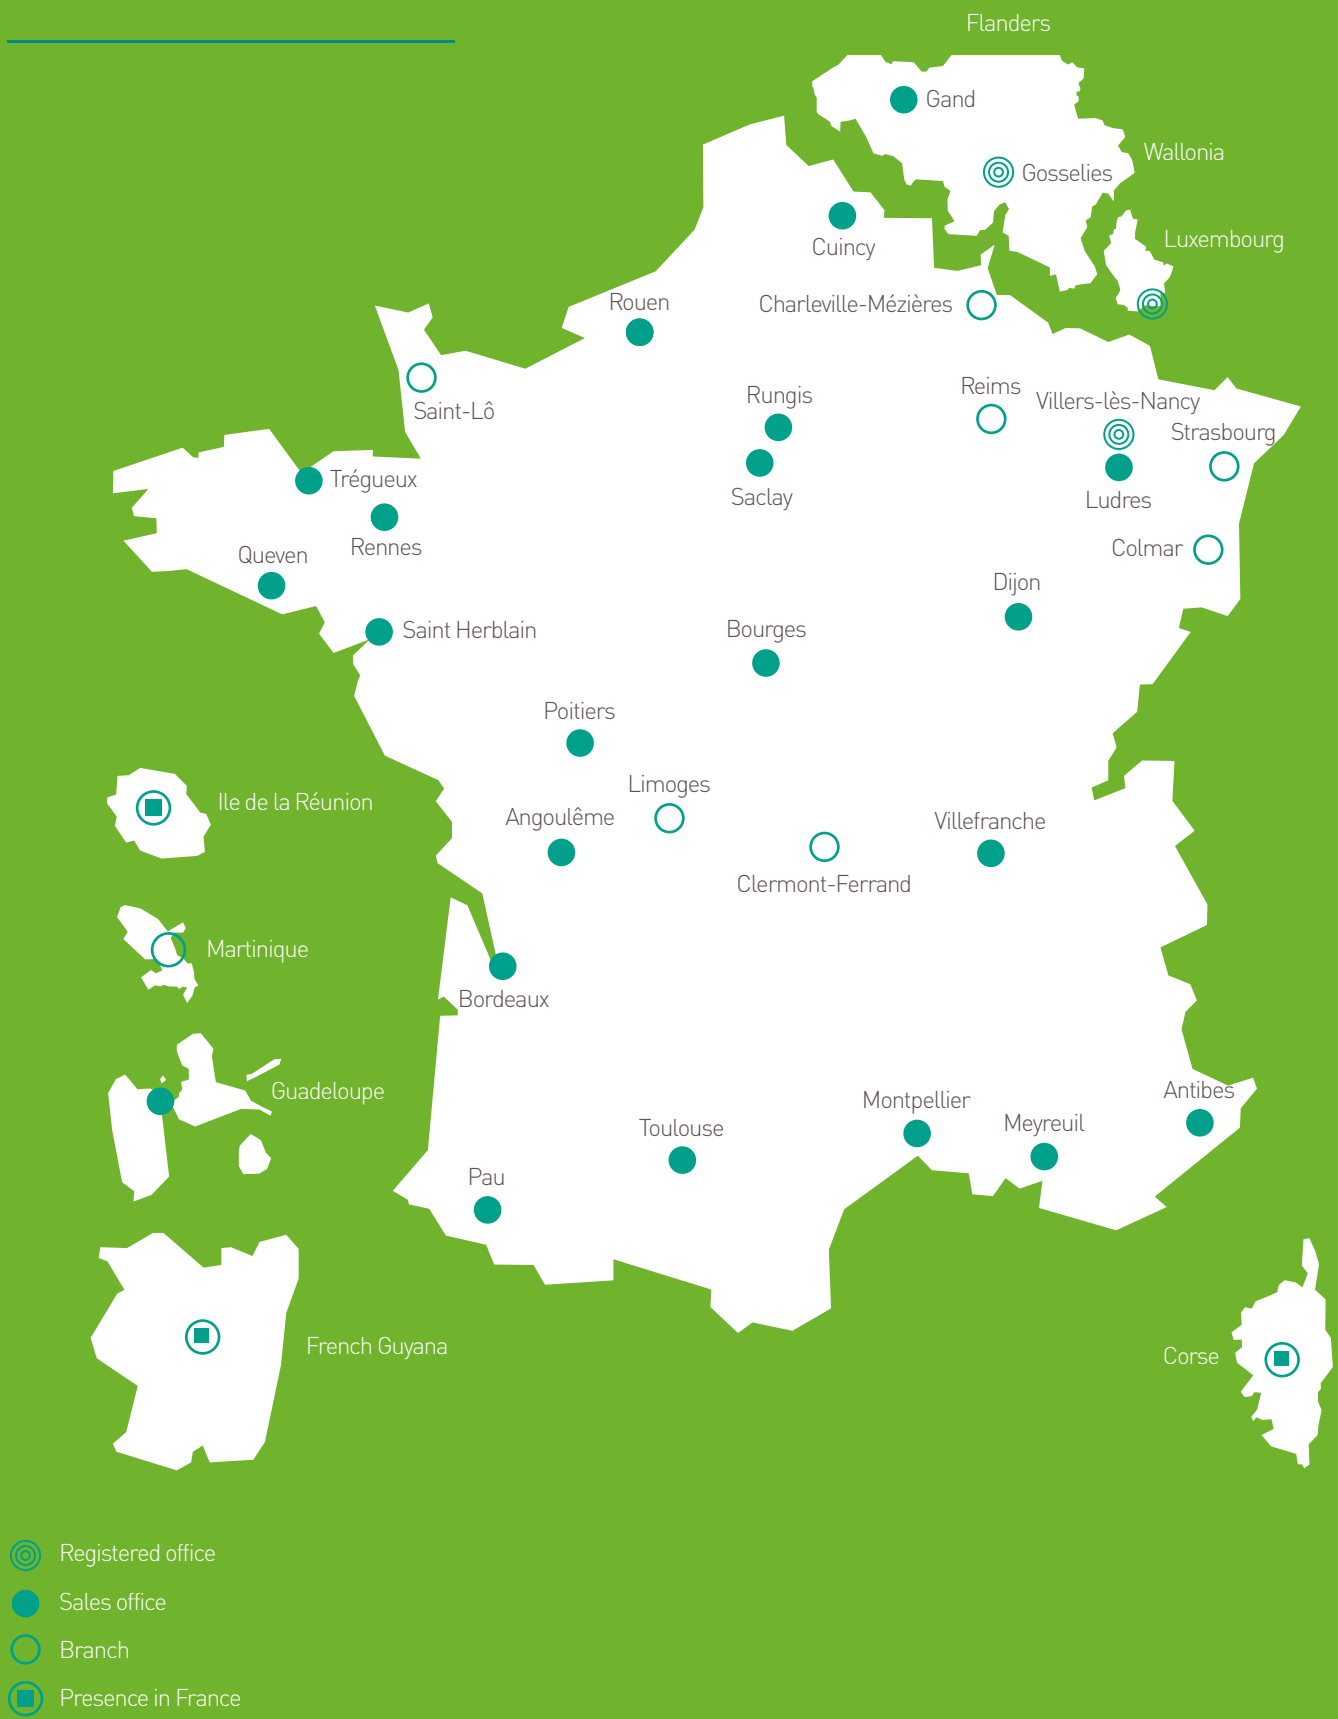 Flanders
Gand
Wallonia
Gosselies
Luxembourg
Cuincy
Rouen
Charleville-Mézières
Saint-Lô
Rungis
Reims
Villers-lès-Nancy
Strasbourg
Trégueux
Saclay
Ludres
Rennes
Queven
Colmar
Dijon
Saint Herblain
Bourges
Poitiers
Limoges
Ile de la Réunion
Angoulême
Villefranche
Clermont-Ferrand
Martinique
Bordeaux
Guadeloupe
Antibes
Montpellier
Meyreuil
Toulouse
Pau
French Guyana
Corse
Registered office
Sales office
Branch
Presence in France